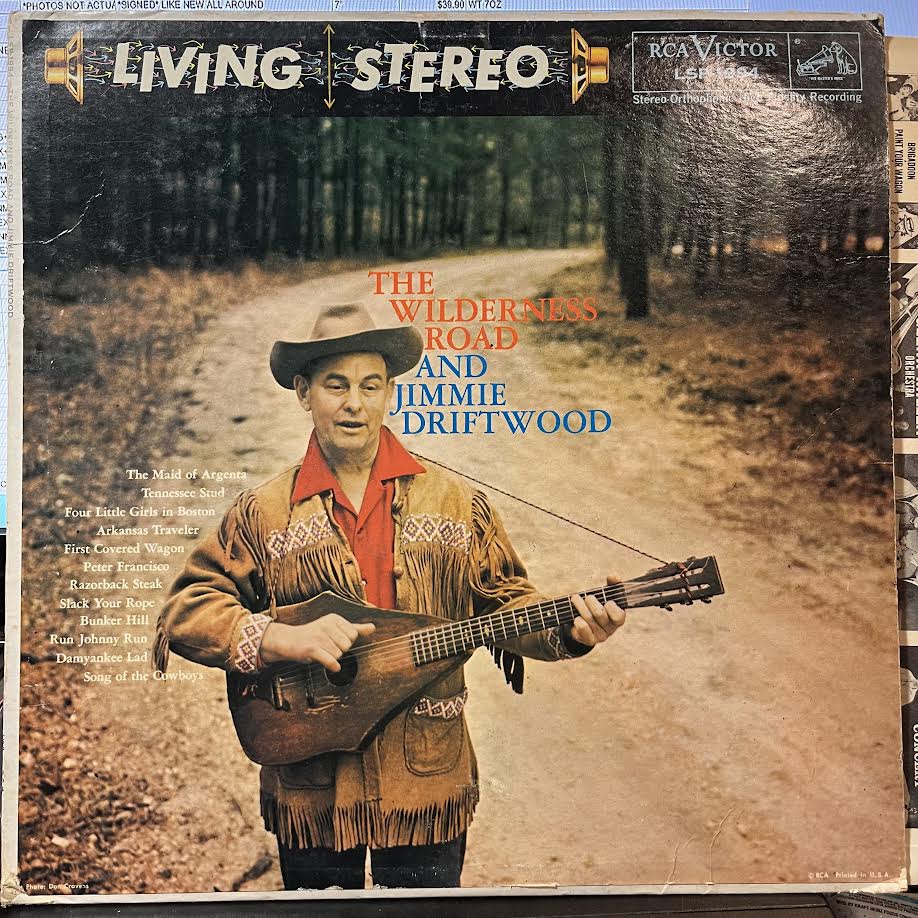 *PHOTOS NOT ACTUA *SIGNED* LIKE NEW ALL AROUND 7" $39.90 WT 7OZ
LIVING STEREO
RCA VICTOR
"HIS MASTER'S VOICE"
Stereo-Orthophonic High Fidelity Recording
THE
WILDERNESS
ROAD
AND
JIMMIE
DRIFTWOOD
The Maid of Argenta
Tennessee Stud
Four Little Girls in Boston
Arkansas Traveler
First Covered Wagon
Peter Francisco
Razorback Steak
Slack Your Rope
Bunker Hill
Run Johnny Run
Damyankee Lad
Song of the Cowboys
Photo: Don Cravens
© RCA Printed in U.S.A.
BRIGADOON
PAINT YOUR WAGON
ORCHESTRA